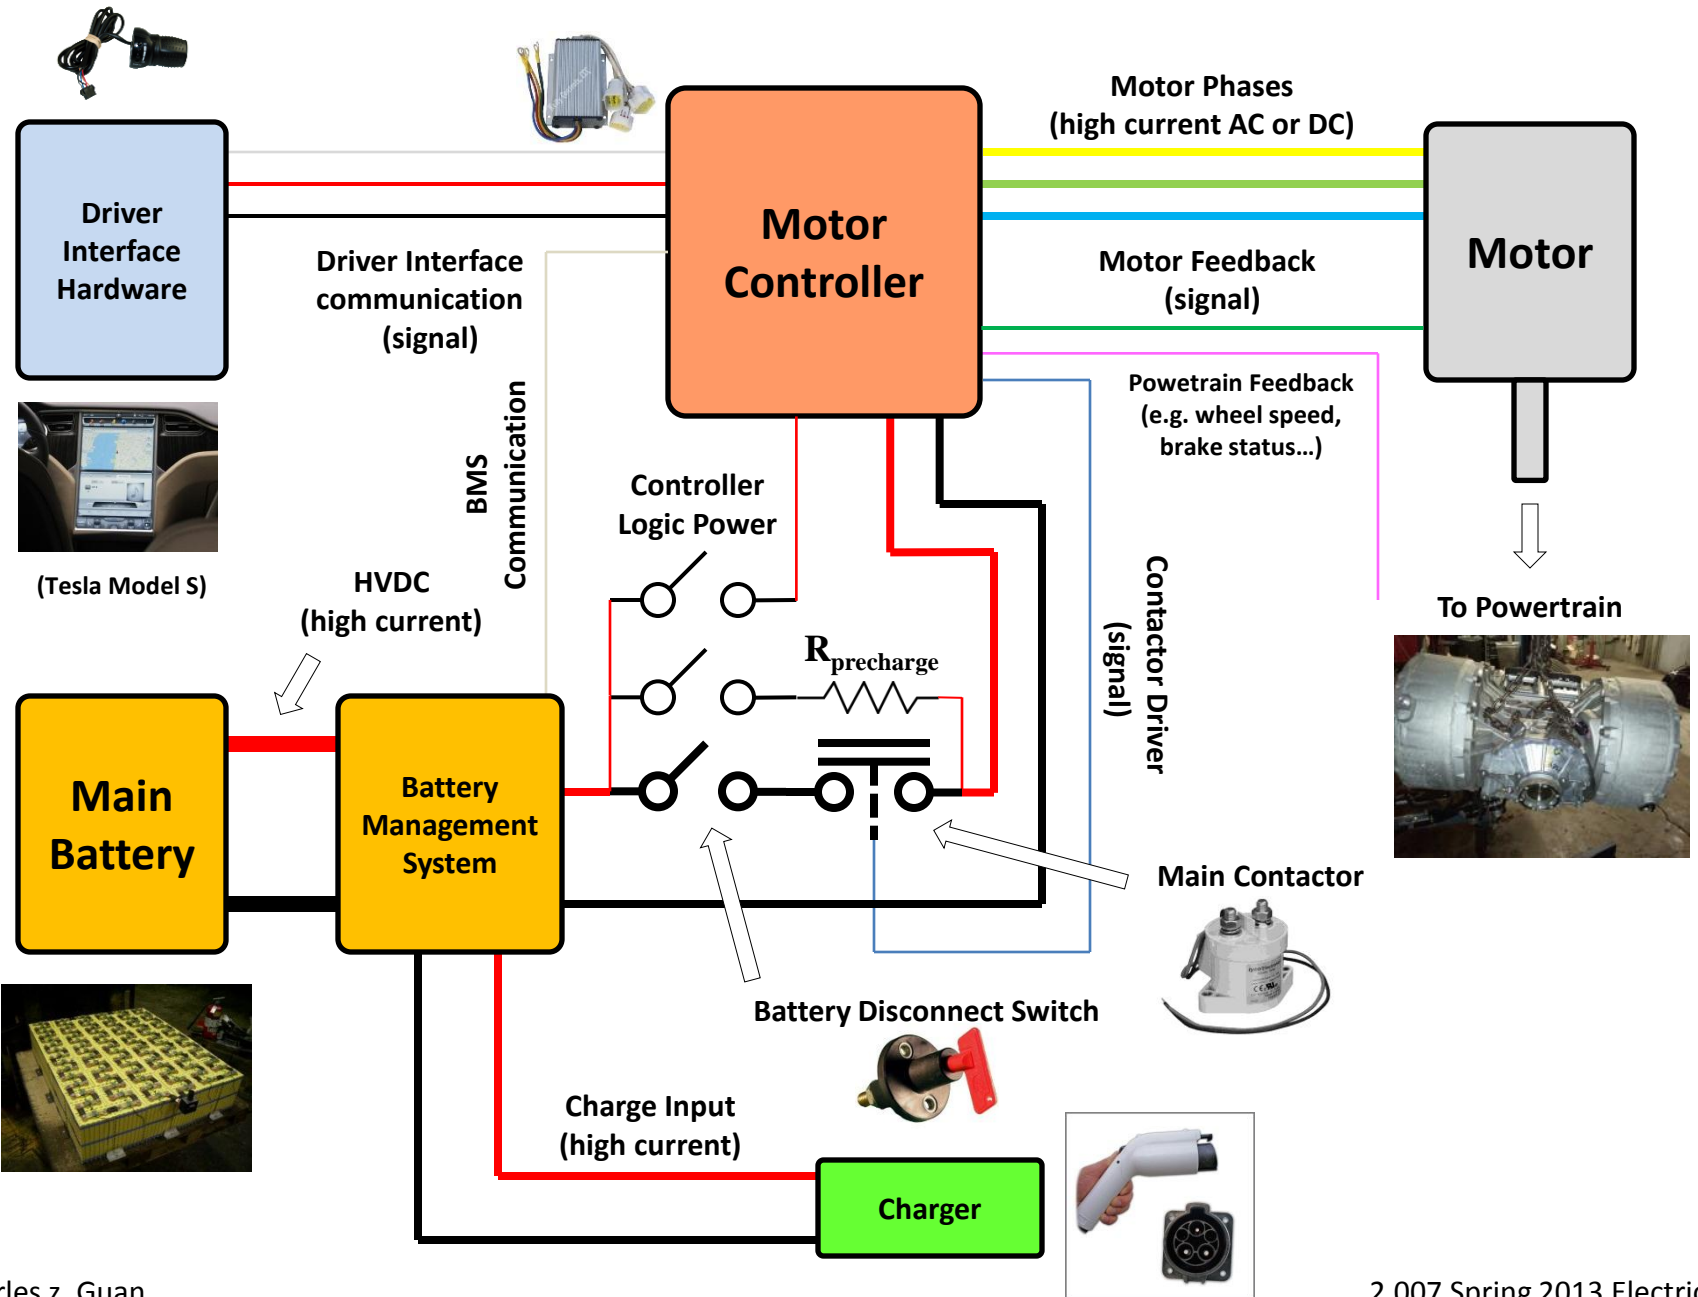 Motor Phases
(high current AC or DC)
Driver
Interface
Hardware
Motor
Controller
Motor
Driver Interface
communication
(signal)
Motor Feedback
(signal)
Powetrain Feedback
(e.g. wheel speed,
brake status...)
BMS
Communication
Controller
Logic Power
(Tesla Model S)
HVDC
(high current)
Contactor Driver
(signal)
To Powertrain
Rprecharge
Main
Battery
Battery
Management
System
Main Contactor
Battery Disconnect Switch
Charge Input
(high current)
Charger
rles z. Guan
2.007 Spring 2013 Electric